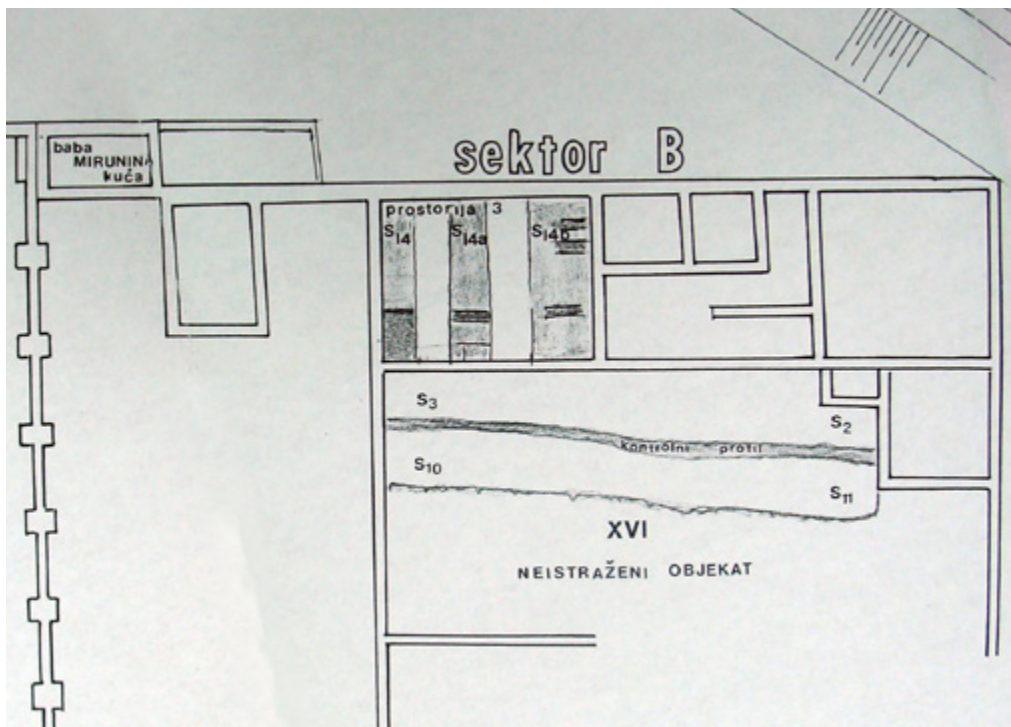 sektor B
baba
MIRUNINA
kuća
prostorija 3
S14
S14a
S14b
S3
S2
kontrolni profil
S10
S11
XVI
NEISTRAŽENI OBJEKAT